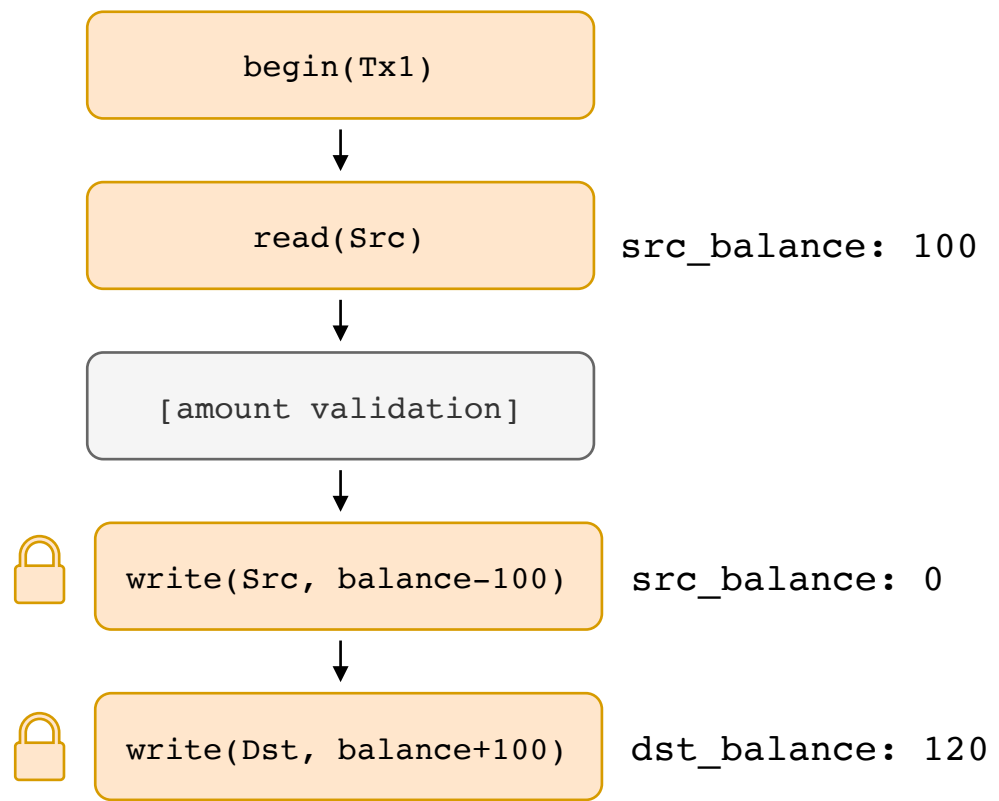 begin(Tx1)
read(Src)
src_balance: 100
[amount validation]
write(Src, balance-100)
src_balance: 0
write(Dst, balance+100)
dst_balance: 120